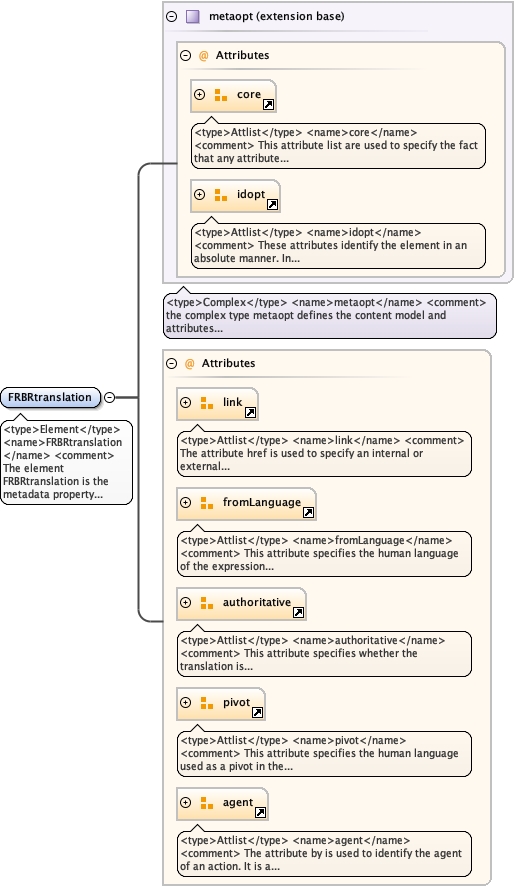 metaopt (extension base)
@ Attributes
core
<type>Attlist</type> <name>core</name>
<comment> This attribute list are used to specify the fact
that any attribute...
idopt
<type>Attlist</type> <name>idopt</name>
<comment> These attributes identify the element in an
absolute manner. In...
<type>Complex</type> <name>metaopt</name> <comment>
the complex type metaopt defines the content model and
attributes...
FRBRtranslation
<type>Element</type>
<name>FRBRtranslation
</name> <comment>
The element
FRBRtranslation is the
metadata property...
@ Attributes
link
<type>Attlist</type> <name>link</name> <comment>
The attribute href is used to specify an internal or
external...
fromLanguage
<type>Attlist</type> <name>fromLanguage</name>
<comment> This attribute specifies the human language
of the expression...
authoritative
<type>Attlist</type> <name>authoritative</name>
<comment> This attribute specifies whether the
translation is...
pivot
<type>Attlist</type> <name>pivot</name>
<comment> This attribute specifies the human language
used as a pivot in the...
agent
<type>Attlist</type> <name>agent</name>
<comment> The attribute by is used to identify the agent
of an action. It is a...